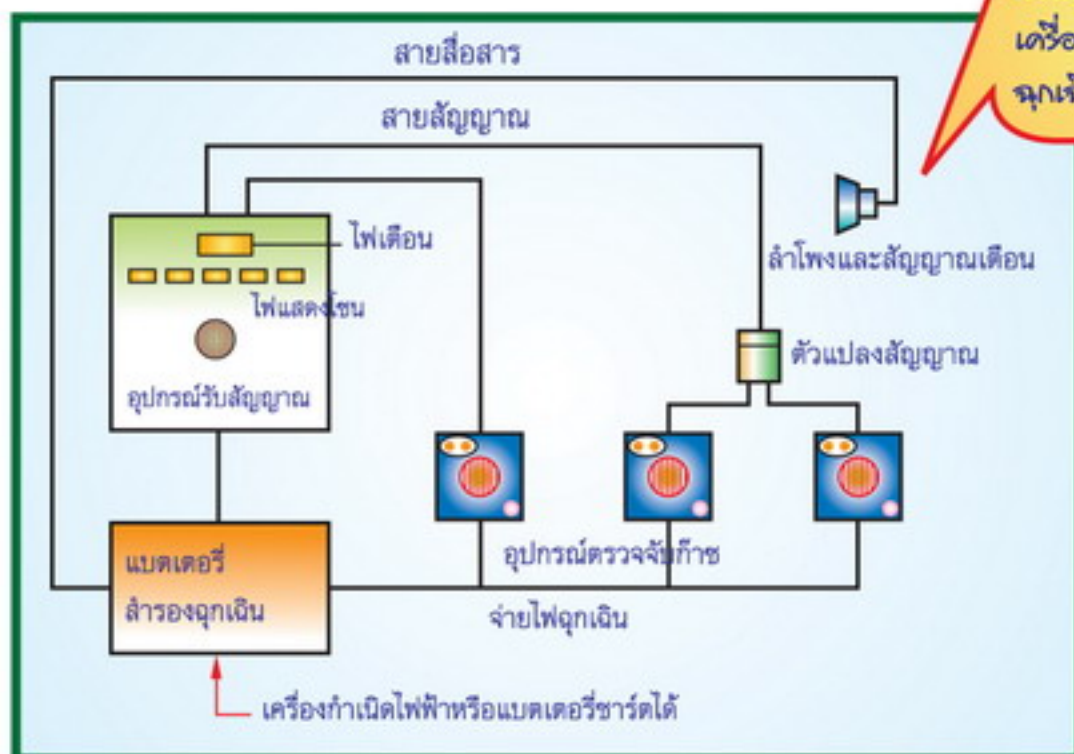 สายสื่อสาร
สายสัญญาณ
ไฟเตือน
ลำโพงและสัญญาณเตือน
ไฟแสดงโซน
ตัวแปลงสัญญาณ
อุปกรณ์รับสัญญาณ
อุปกรณ์ตรวจจับก๊าซ
แบตเตอรี่
สำรองฉุกเฉิน
จ่ายไฟฉุกเฉิน
เครื่องกำเนิดไฟฟ้าหรือแบตเตอรี่ชาร์ตได้